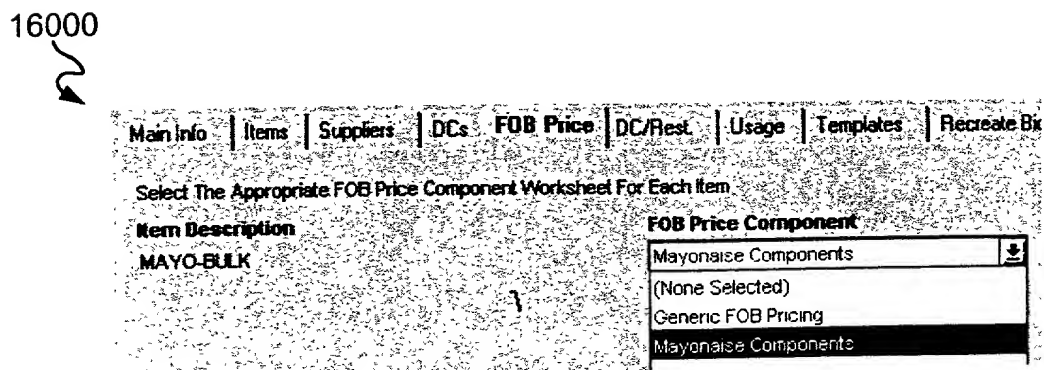 16000
Main Info Items Suppliers DCs FOB Price DC/Rest. Usage Templates Recreate Bid
Select The Appropriate FOB Price Component Worksheet For Each Item
Item Description FOB Price Component
MAYO-BULK Mayonaise Components
(None Selected)
Generic FOB Pricing
Mayonaise Components